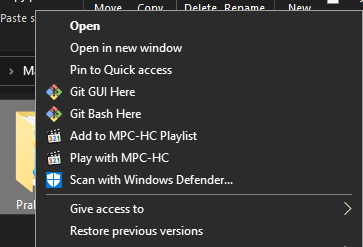 Move Copy Delete Rename New
Paste s
Open
Open in new window
Ma
Pin to Quick access
Git GUI Here
Git Bash Here
Pral
Add to MPC-HC Playlist
Play with MPC-HC
Scan with Windows Defender...
Give access to
Restore previous versions